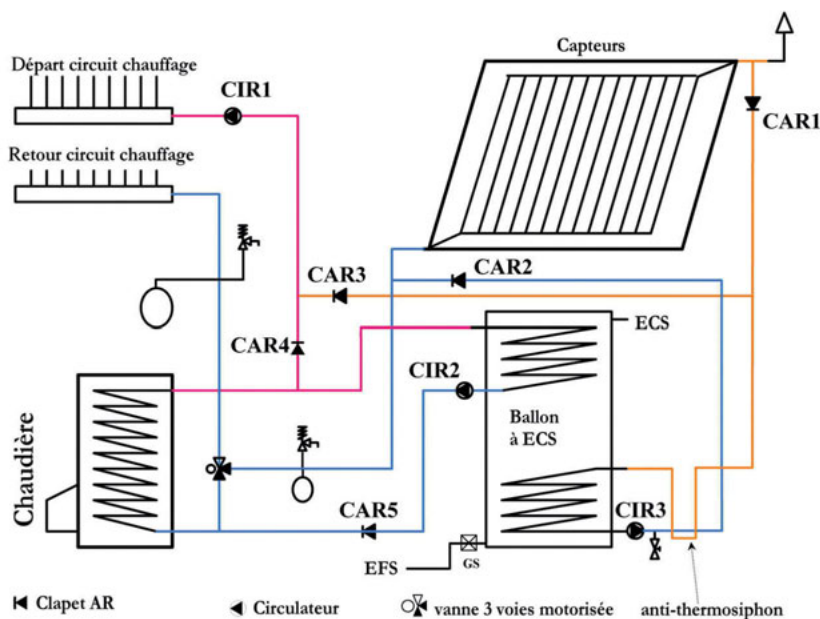 Capteurs
Départ circuit chauffage
CIR1
CAR1
Retour circuit chauffage
CAR3
CAR2
CAR4
ECS
CIR2
Ballon
à ECS
Chaudière
CAR5
CIR3
EFS
GS
Clapet AR
Circulateur
vanne 3 voies motorisée
anti-thermosiphon